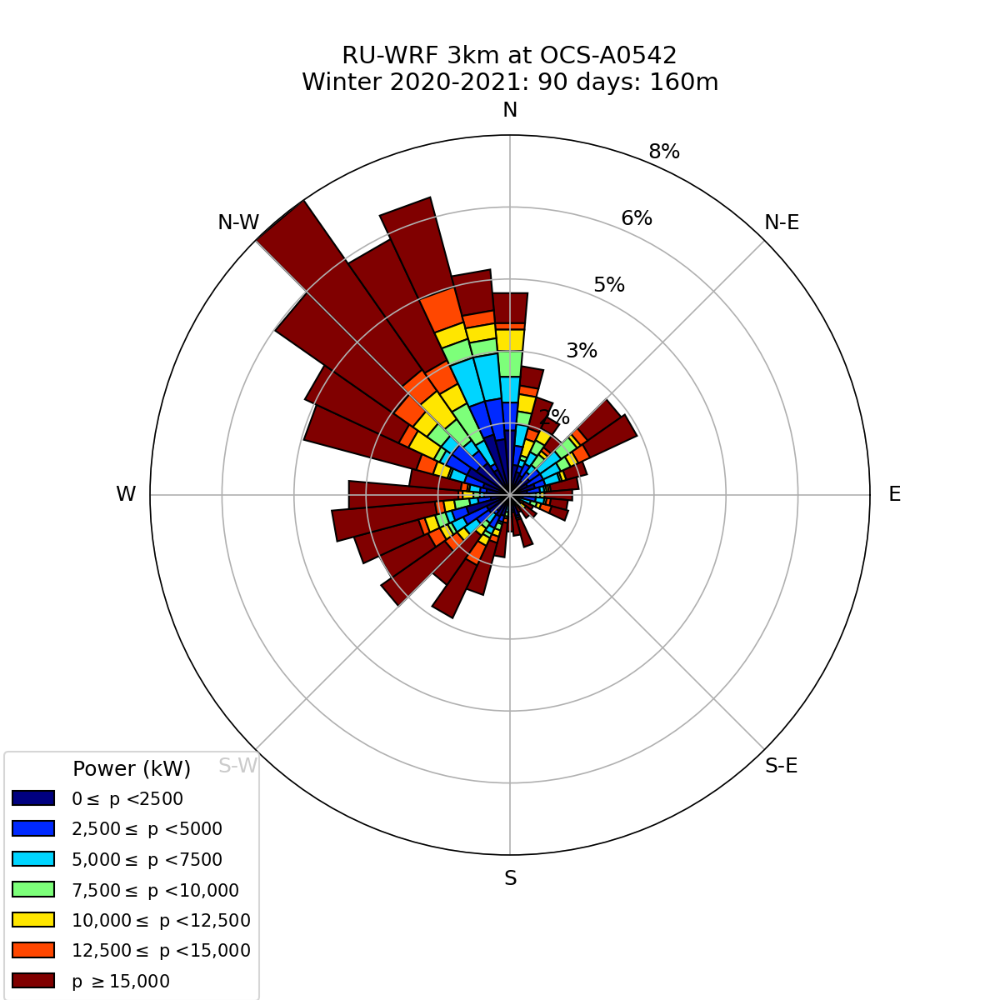 RU-WRF 3km at OCS-A0542
Winter 2020-2021: 90 days: 160m
N
8%
N-W
6%
N-E
5%
3%
2%
W
E
S-W
S-E
S
Power (kW)
0≤ p <2500
2,500≤ p <5000
5,000≤ p <7500
7,500≤ p <10,000
10,000≤ p <12,500
12,500≤ p <15,000
p ≥15,000